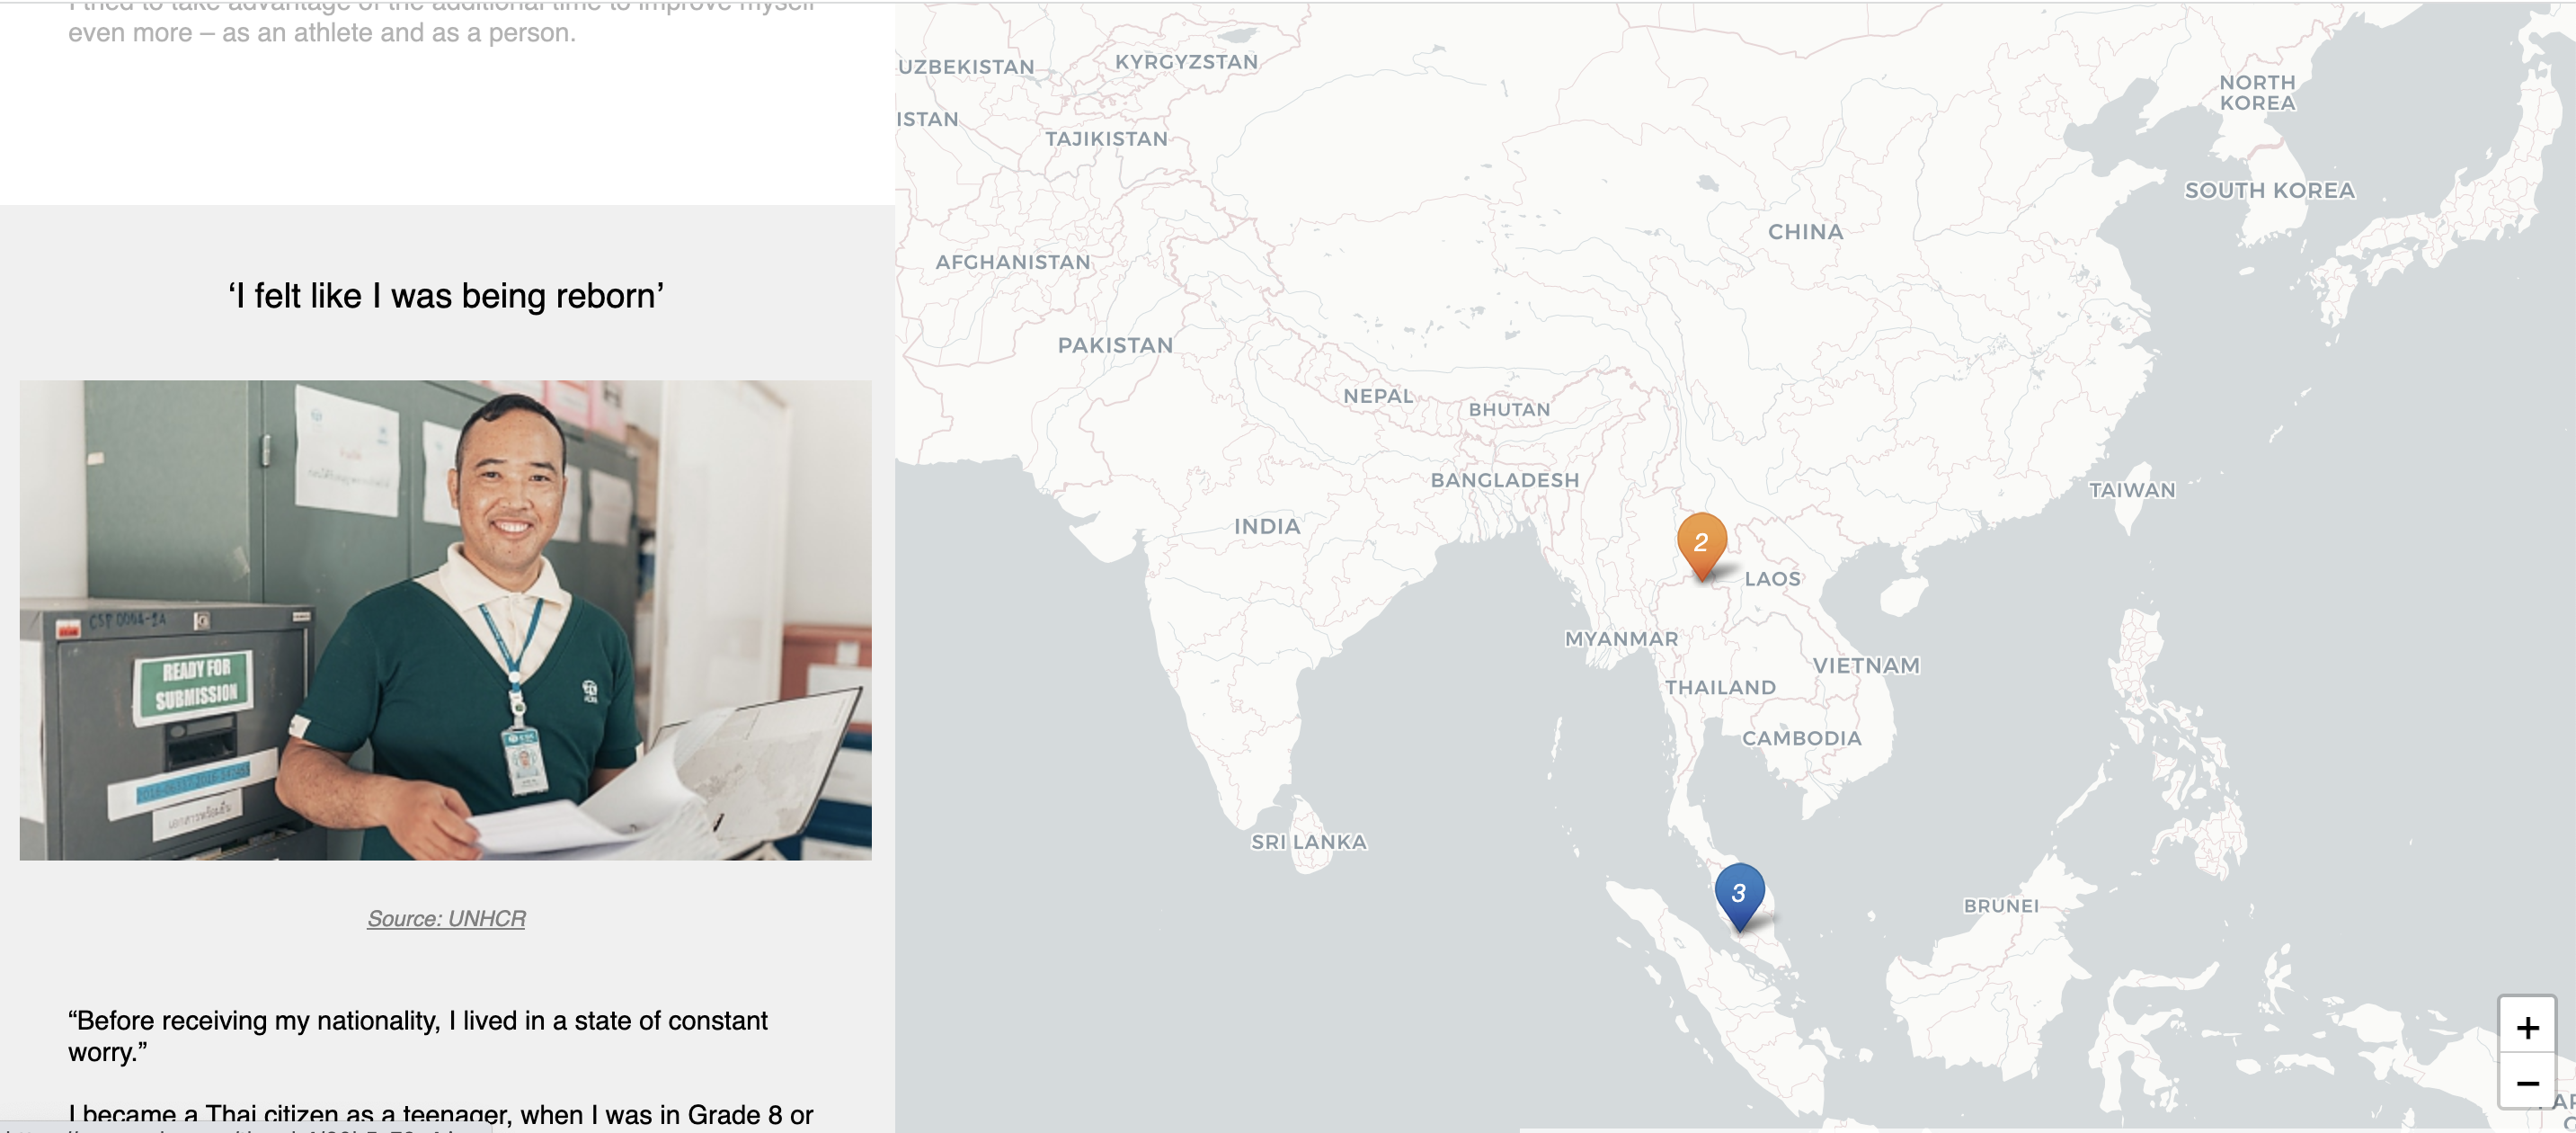 even more – as an athlete and as a person.
‘I felt like I was being reborn’
CSP 0004-2A
READY FOR
SUBMISSION
Source: UNHCR
“Before receiving my nationality, I lived in a state of constant
worry.”
I became a Thai citizen as a teenager, when I was in Grade 8 or
UZBEKISTAN
KYRGYZSTAN
ISTAN
TAJIKISTAN
NORTH
KOREA
SOUTH KOREA
CHINA
AFGHANISTAN
PAKISTAN
NEPAL
BHUTAN
BANGLADESH
TAIWAN
INDIA
2
LAOS
MYANMAR
VIETNAM
THAILAND
CAMBODIA
SRI LANKA
3
BRUNEI
+
−